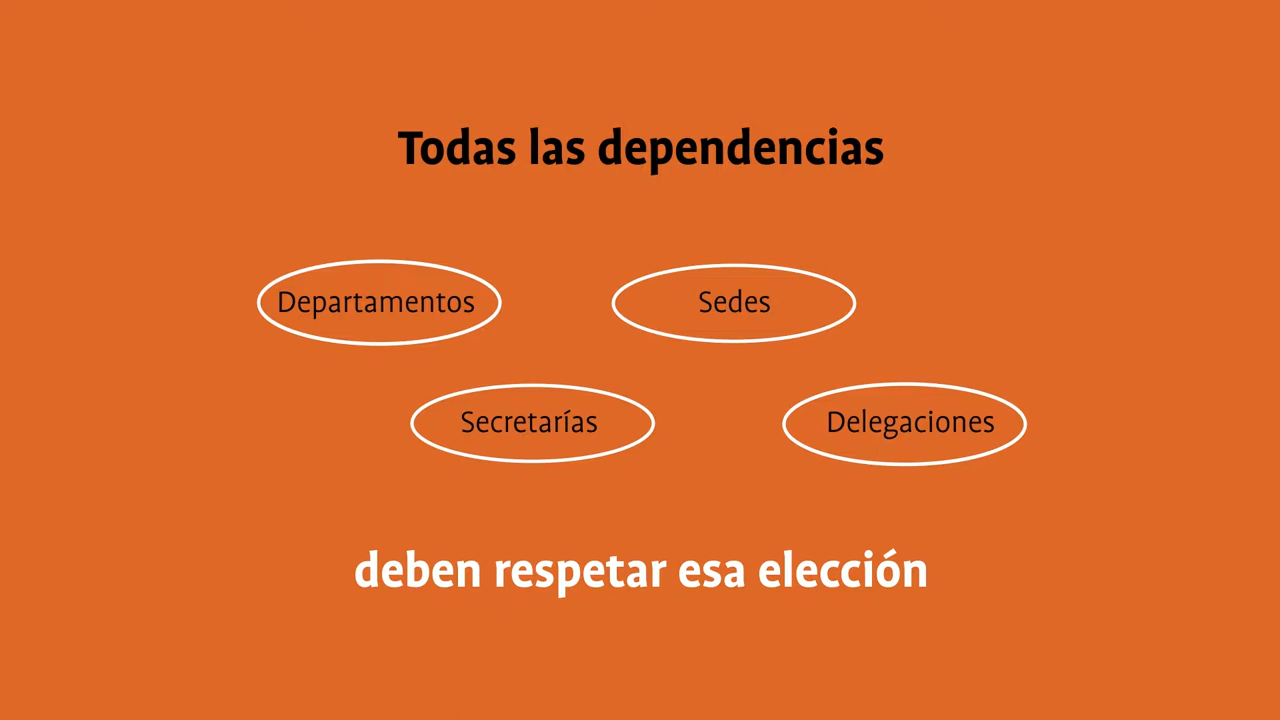 Todas las dependencias
Departamentos
Sedes
Secretarías
Delegaciones
deben respetar esa elección